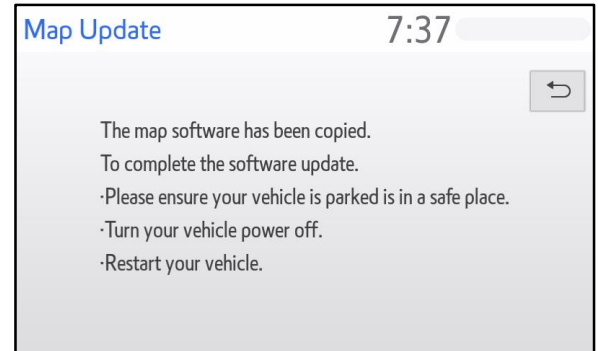 Map Update 7:37
The map software has been copied.
To complete the software update.
·Please ensure your vehicle is parked is in a safe place.
·Turn your vehicle power off.
·Restart your vehicle.